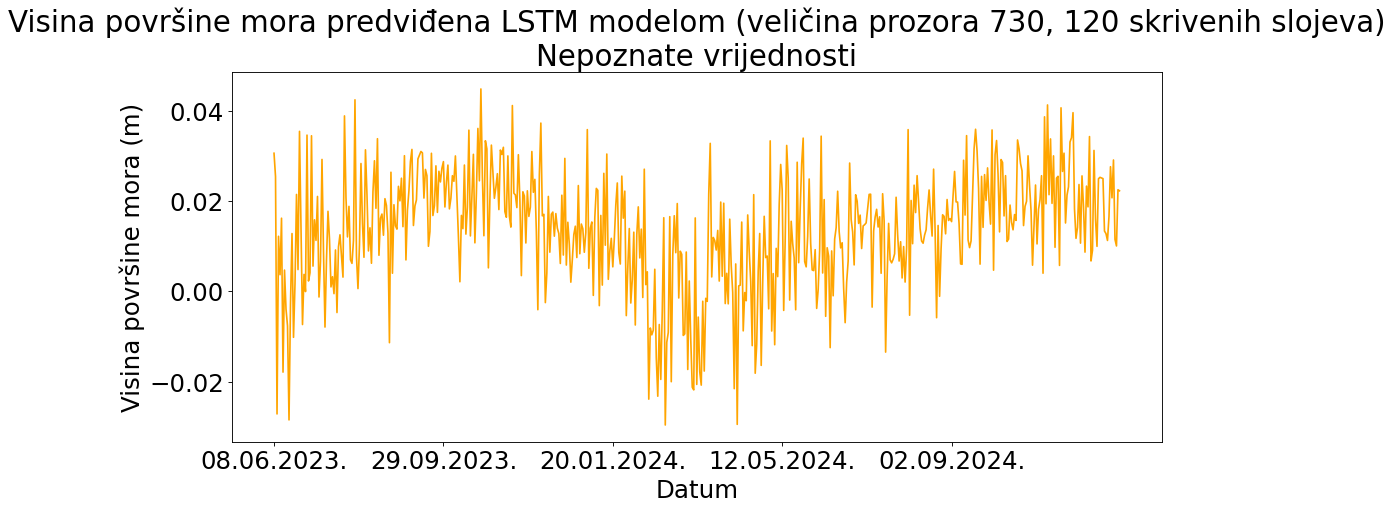 Visina površine mora predviđena LSTM modelom (veličina prozora 730, 120 skrivenih slojeva)
Nepoznate vrijednosti
Visina površine mora (m)
0.04
0.02
0.00
−0.02
08.06.2023. 29.09.2023. 20.01.2024. 12.05.2024. 02.09.2024.
Datum